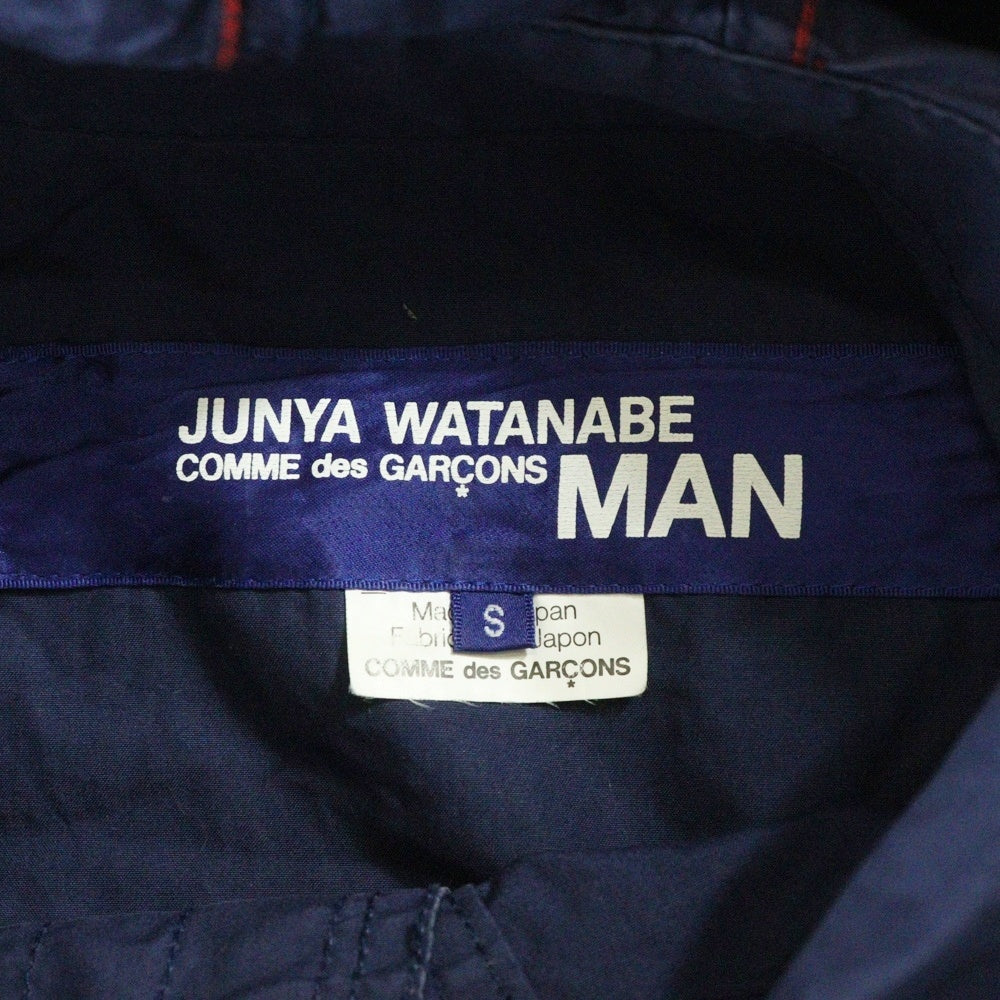 JUNYA WATANABE
COMME des GARÇONS
MAN
S
COMME des GARÇONS